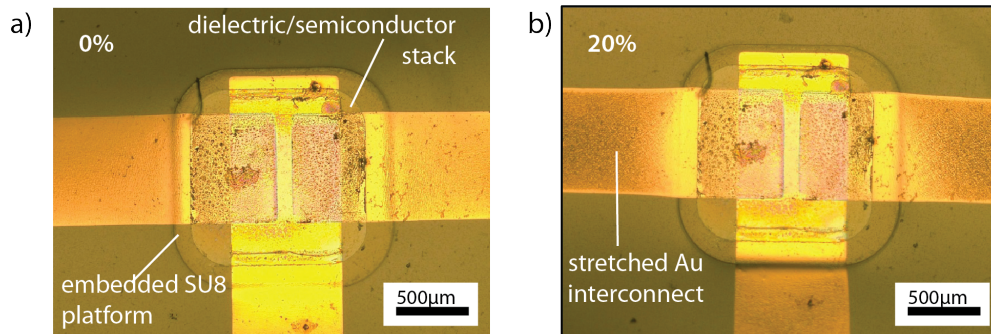 a)
0%
dielectric/semiconductor
stack
embedded SU8
platform
500µm
b)
20%
stretched Au
interconnect
500µm